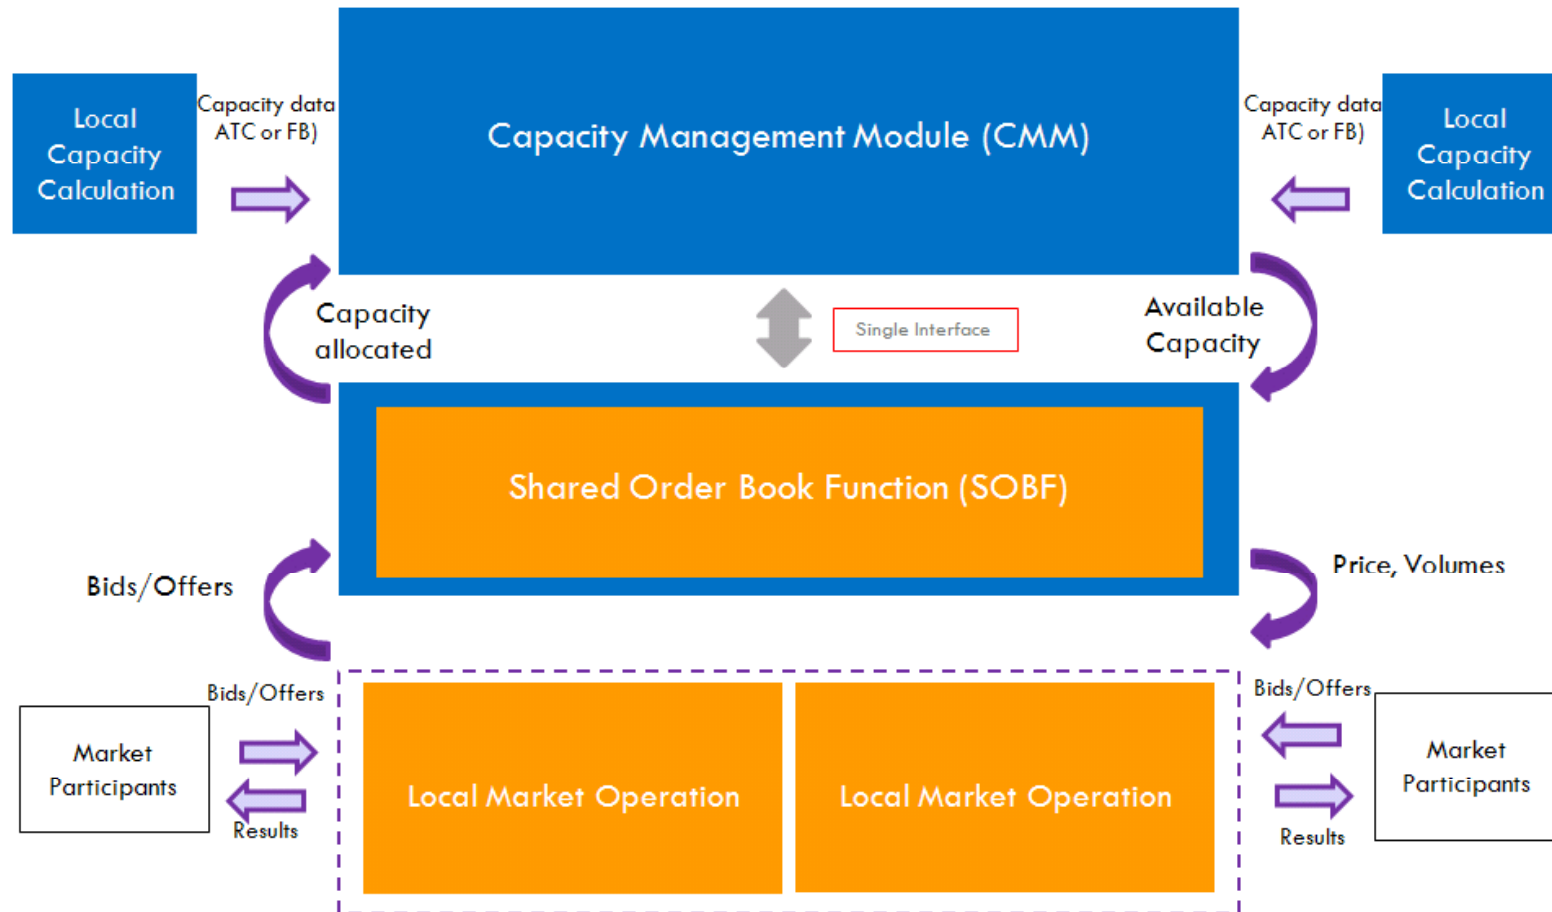 Local
Capacity
Calculation
Capacity data
ATC or FB)
Capacity Management Module (CMM)
Capacity data
ATC or FB)
Local
Capacity
Calculation
Capacity
allocated
Single Interface
Available
Capacity
Shared Order Book Function (SOBF)
Bids/Offers
Price, Volumes
Bids/Offers
Market
Participants
Results
Local Market Operation
Local Market Operation
Bids/Offers
Market
Participants
Results